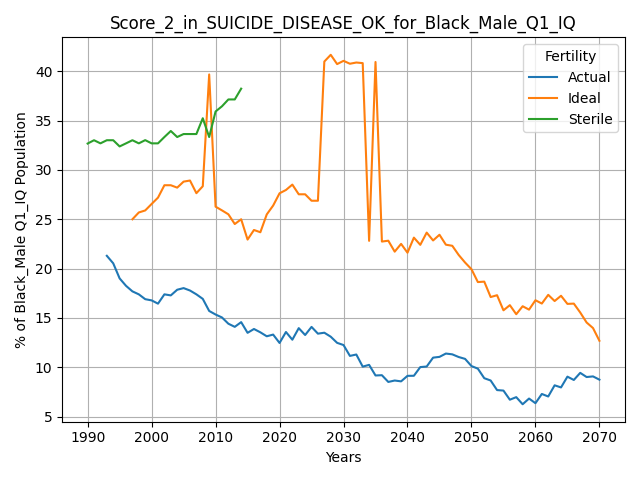 Score_2_in_SUICIDE_DISEASE_OK_for_Black_Male_Q1_IQ
% of Black_Male Q1_IQ Population
40
35
30
25
20
15
10
5
Fertility
Actual
Ideal
Sterile
1990 2000 2010 2020 2030 2040 2050 2060 2070
Years